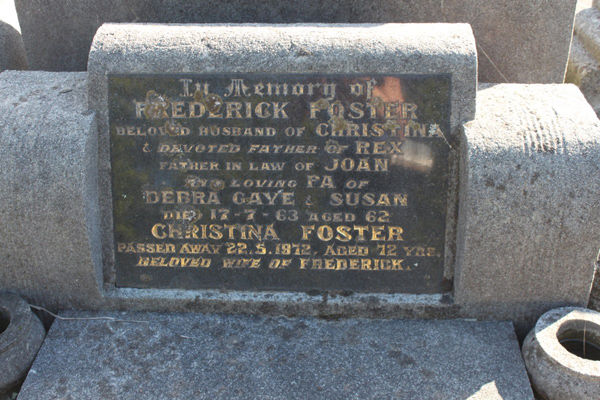 In Memory of
FREDERICK FOSTER
BELOVED HUSBAND OF CHRISTINA
& DEVOTED FATHER OF REX
FATHER IN LAW OF JOAN
AND LOVING PA OF
DEBRA GAYE & SUSAN
DIED 17-7-63 AGED 62
CHRISTINA FOSTER
PASSED AWAY 22.5.1972, AGED 72 YRS.
BELOVED WIFE OF FREDERICK.